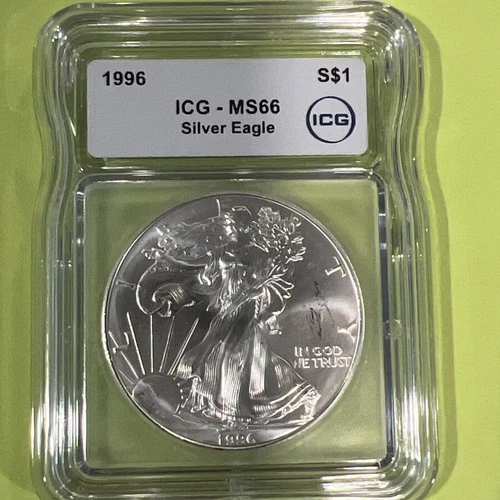 1996 S$1
ICG - MS66
Silver Eagle
ICG
L I T Y
IN GOD
WE TRUST
1996